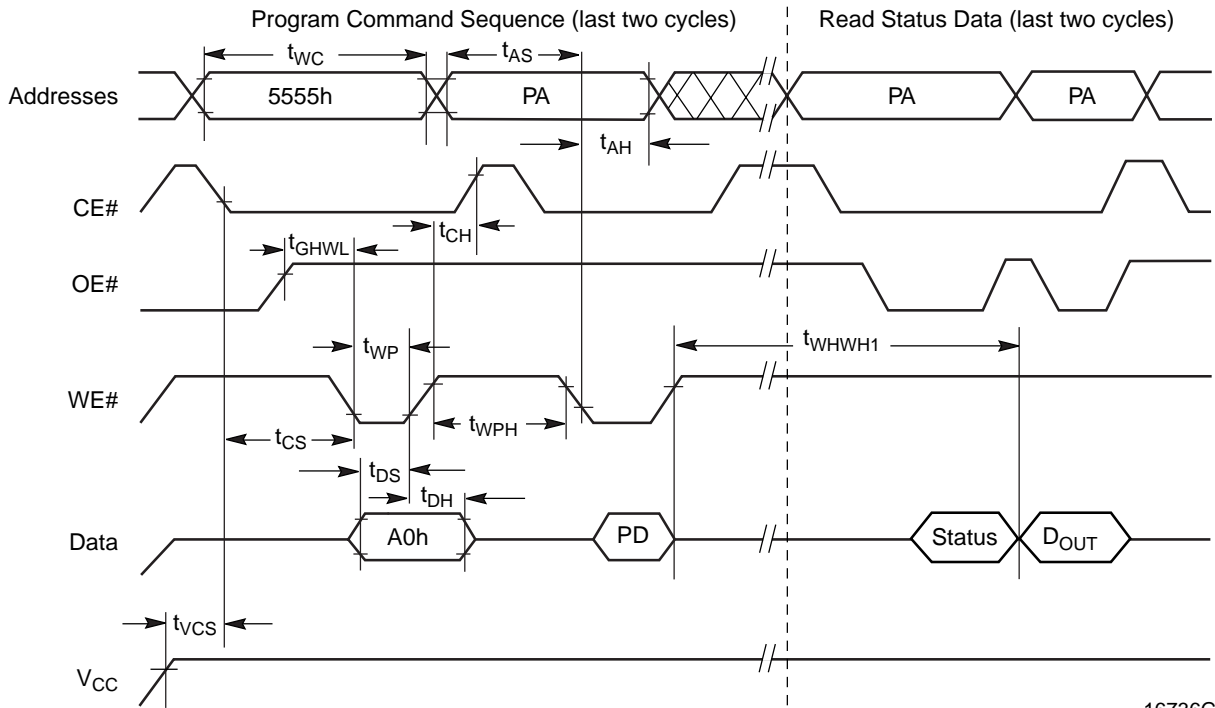 Program Command Sequence (last two cycles) Read Status Data (last two cycles)
tWC tAS
Addresses 5555h PA PA PA
tAH
CE#
tCH
tGHWL
OE#
tWP tWHWH1
WE#
tWPH
tCS
tDS
tDH
Data A0h PD Status DOUT
tVCS
VCC